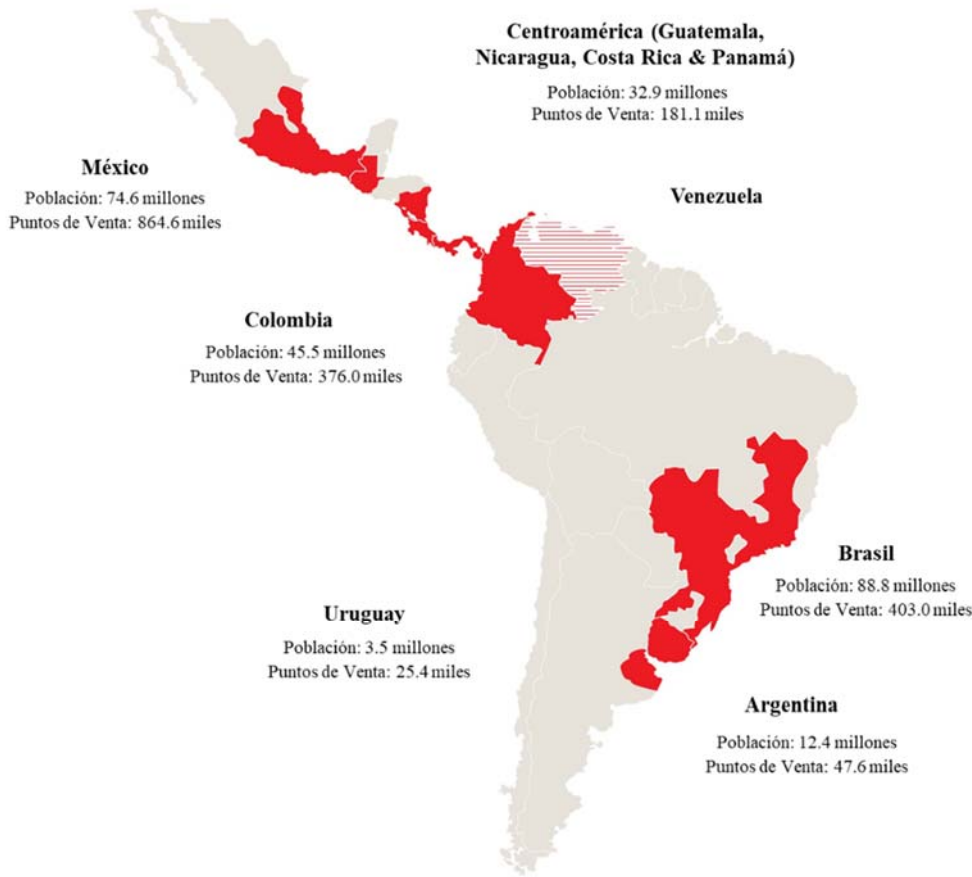 Centroamérica (Guatemala,
Nicaragua, Costa Rica & Panamá)
Población: 32.9 millones
Puntos de Venta: 181.1 miles
México
Población: 74.6 millones
Puntos de Venta: 864.6 miles
Venezuela
Colombia
Población: 45.5 millones
Puntos de Venta: 376.0 miles
Brasil
Población: 88.8 millones
Puntos de Venta: 403.0 miles
Uruguay
Población: 3.5 millones
Puntos de Venta: 25.4 miles
Argentina
Población: 12.4 millones
Puntos de Venta: 47.6 miles